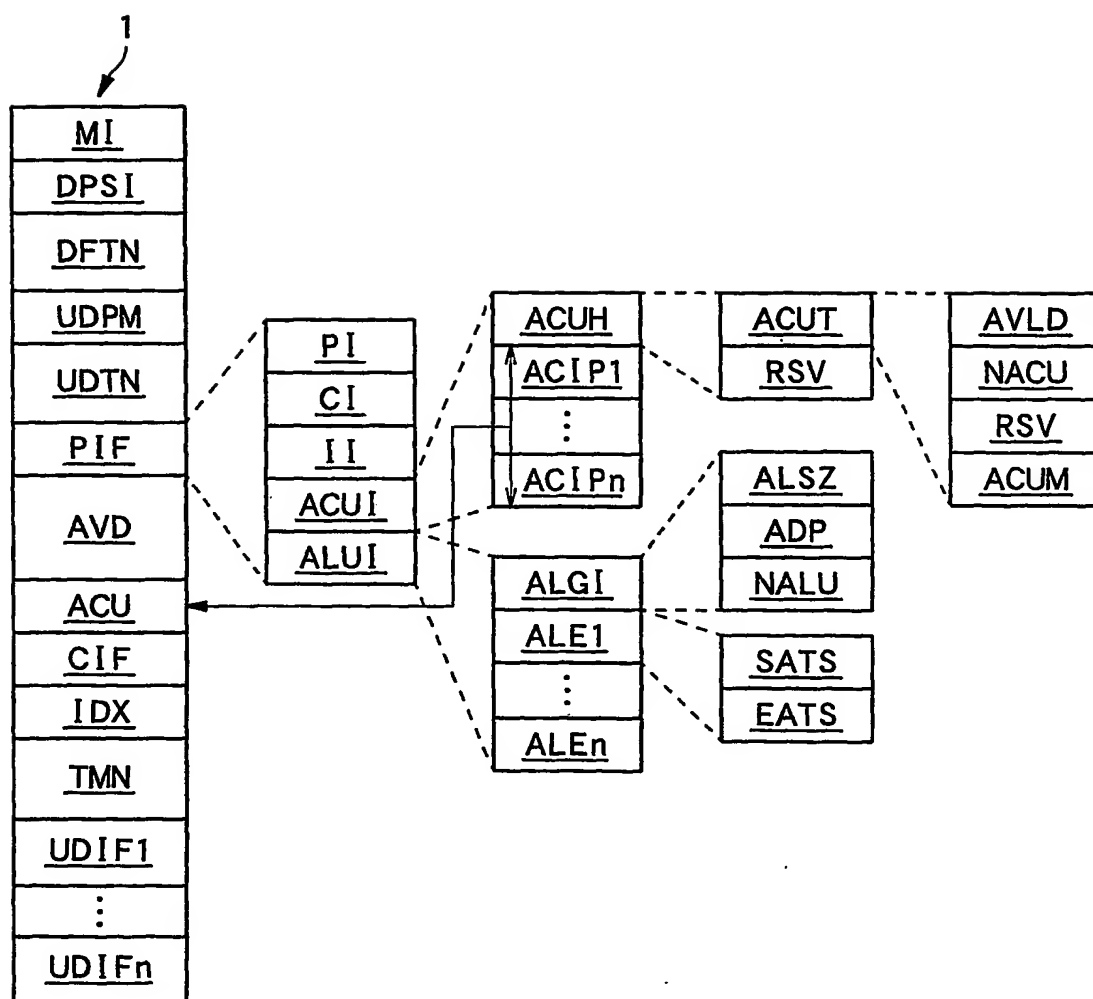 1
MI
DPSI
DFTN
UDPM
UDTN
PIF
AVD
ACU
CIF
IDX
TMN
UDIF1
⋮
UDIFn
PI
CI
II
ACUI
ALUI
ACUH
ACIP1
⋮
ACIPn
ALGI
ALE1
⋮
ALEn
ACUT
RSV
ALSZ
ADP
NALU
SATS
EATS
AVLD
NACU
RSV
ACUM